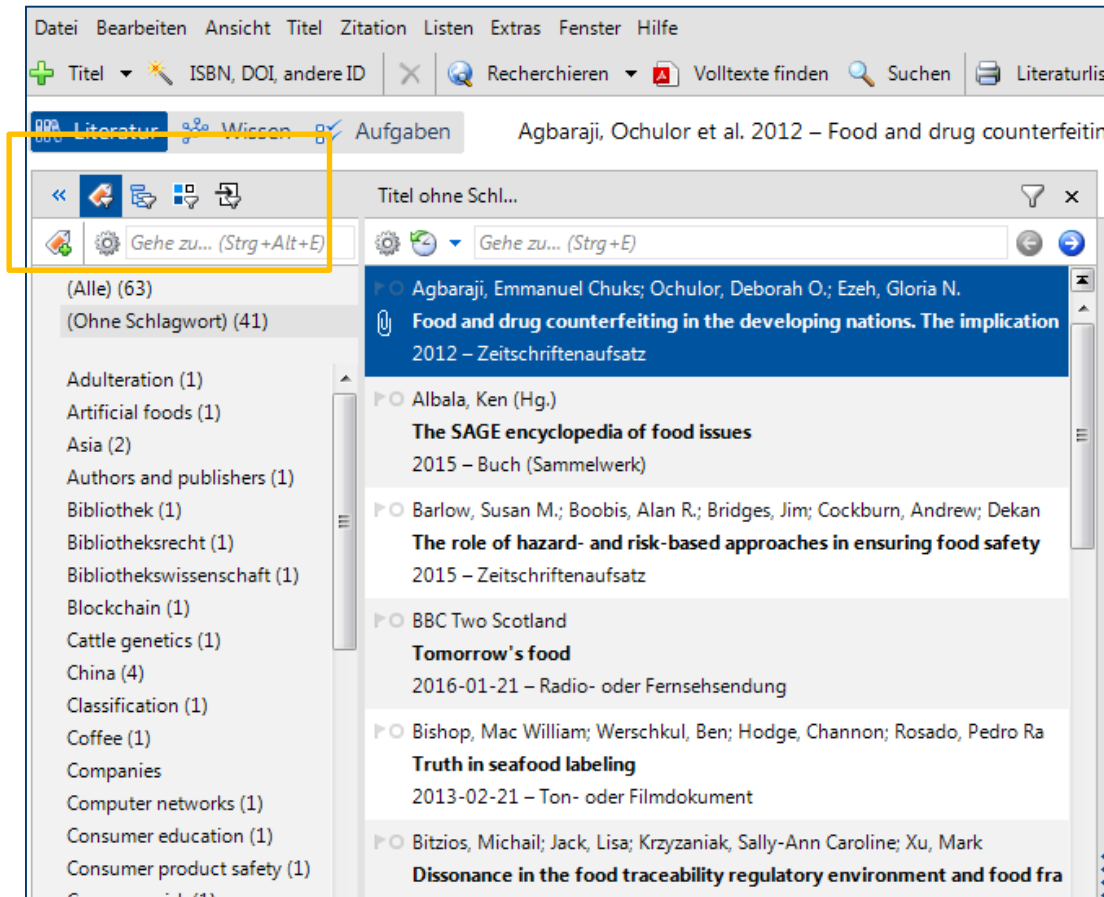 Datei Bearbeiten Ansicht Titel Zitation Listen Extras Fenster Hilfe
Titel ISBN, DOI, andere ID Recherchieren Volltexte finden Suchen Literaturlis
Literatur Wissen Aufgaben Agbaraji, Ochulor et al. 2012 – Food and drug counterfeitin
Titel ohne Schl...
Gehe zu... (Strg+Alt+E) Gehe zu... (Strg+E)
(Alle) (63)
(Ohne Schlagwort) (41)
Adulteration (1)
Artificial foods (1)
Asia (2)
Authors and publishers (1)
Bibliothek (1)
Bibliotheksrecht (1)
Bibliothekswissenschaft (1)
Blockchain (1)
Cattle genetics (1)
China (4)
Classification (1)
Coffee (1)
Companies
Computer networks (1)
Consumer education (1)
Consumer product safety (1)
Agbaraji, Emmanuel Chuks; Ochulor, Deborah O.; Ezeh, Gloria N.
Food and drug counterfeiting in the developing nations. The implication
2012 – Zeitschriftenaufsatz
Albala, Ken (Hg.)
The SAGE encyclopedia of food issues
2015 – Buch (Sammelwerk)
Barlow, Susan M.; Boobis, Alan R.; Bridges, Jim; Cockburn, Andrew; Dekan
The role of hazard- and risk-based approaches in ensuring food safety
2015 – Zeitschriftenaufsatz
BBC Two Scotland
Tomorrow's food
2016-01-21 – Radio- oder Fernsehsendung
Bishop, Mac William; Werschkul, Ben; Hodge, Channon; Rosado, Pedro Ra
Truth in seafood labeling
2013-02-21 – Ton- oder Filmdokument
Bitzios, Michail; Jack, Lisa; Krzyzaniak, Sally-Ann Caroline; Xu, Mark
Dissonance in the food traceability regulatory environment and food fra